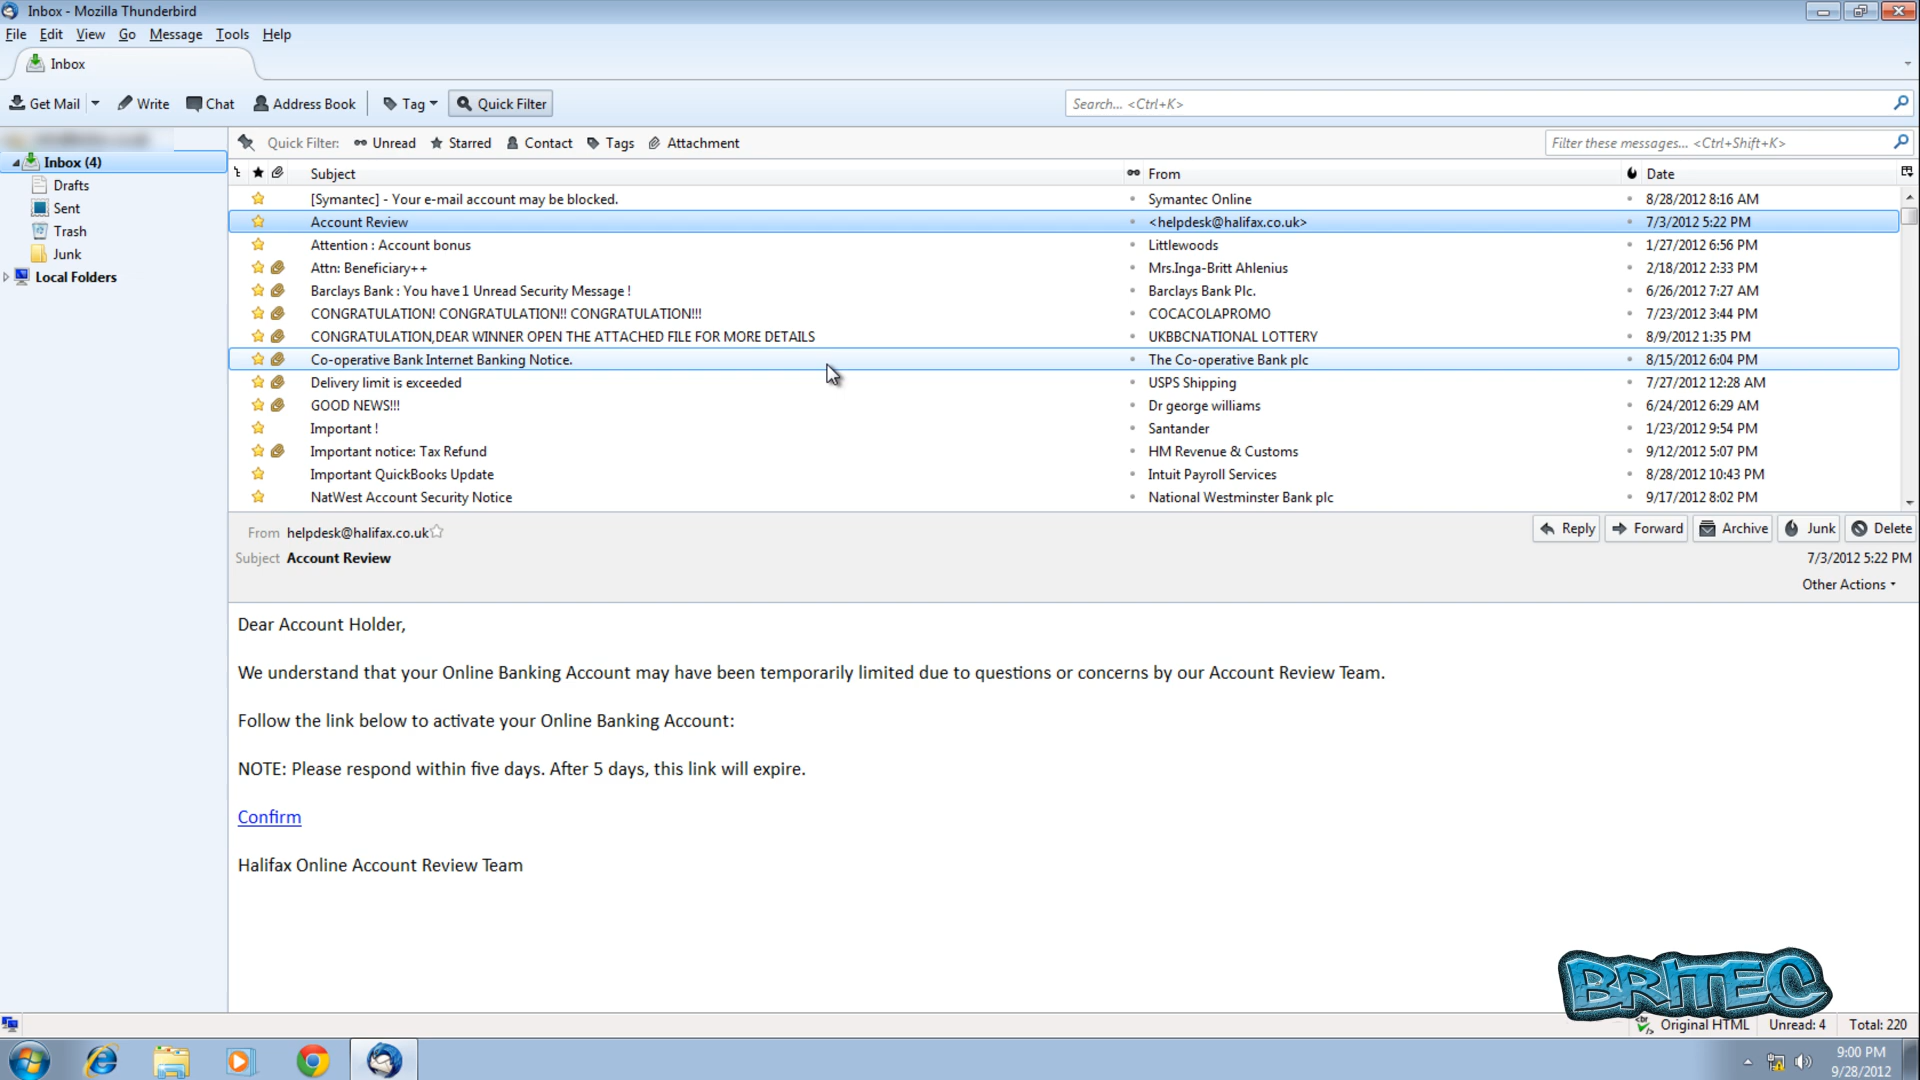 Inbox - Mozilla Thunderbird
File Edit View Go Message Tools Help
Inbox
Get Mail Write Chat Address Book Tag Quick Filter Search... <Ctrl+K>
Quick Filter: Unread Starred Contact Tags Attachment Filter these messages... <Ctrl+Shift+K>
Inbox (4)
Drafts
Sent
Trash
Junk
Local Folders
Subject From Date
[Symantec] - Your e-mail account may be blocked. Symantec Online 8/28/2012 8:16 AM
Account Review <helpdesk@halifax.co.uk> 7/3/2012 5:22 PM
Attention : Account bonus Littlewoods 1/27/2012 6:56 PM
Attn: Beneficiary++ Mrs.Inga-Britt Ahlenius 2/18/2012 2:33 PM
Barclays Bank : You have 1 Unread Security Message ! Barclays Bank Plc. 6/26/2012 7:27 AM
CONGRATULATION! CONGRATULATION!! CONGRATULATION!!! COCACOLAPROMO 7/23/2012 3:44 PM
CONGRATULATION,DEAR WINNER OPEN THE ATTACHED FILE FOR MORE DETAILS UKBBCNATIONAL LOTTERY 8/9/2012 1:35 PM
Co-operative Bank Internet Banking Notice. The Co-operative Bank plc 8/15/2012 6:04 PM
Delivery limit is exceeded USPS Shipping 7/27/2012 12:28 AM
GOOD NEWS!!! Dr george williams 6/24/2012 6:29 AM
Important ! Santander 1/23/2012 9:54 PM
Important notice: Tax Refund HM Revenue & Customs 9/12/2012 5:07 PM
Important QuickBooks Update Intuit Payroll Services 8/28/2012 10:43 PM
NatWest Account Security Notice National Westminster Bank plc 9/17/2012 8:02 PM
From helpdesk@halifax.co.uk Reply Forward Archive Junk Delete
Subject Account Review 7/3/2012 5:22 PM
Other Actions
Dear Account Holder,
We understand that your Online Banking Account may have been temporarily limited due to questions or concerns by our Account Review Team.
Follow the link below to activate your Online Banking Account:
NOTE: Please respond within five days. After 5 days, this link will expire.
Confirm
Halifax Online Account Review Team
BRITEC
Original HTML Unread: 4 Total: 220
9:00 PM
9/28/2012